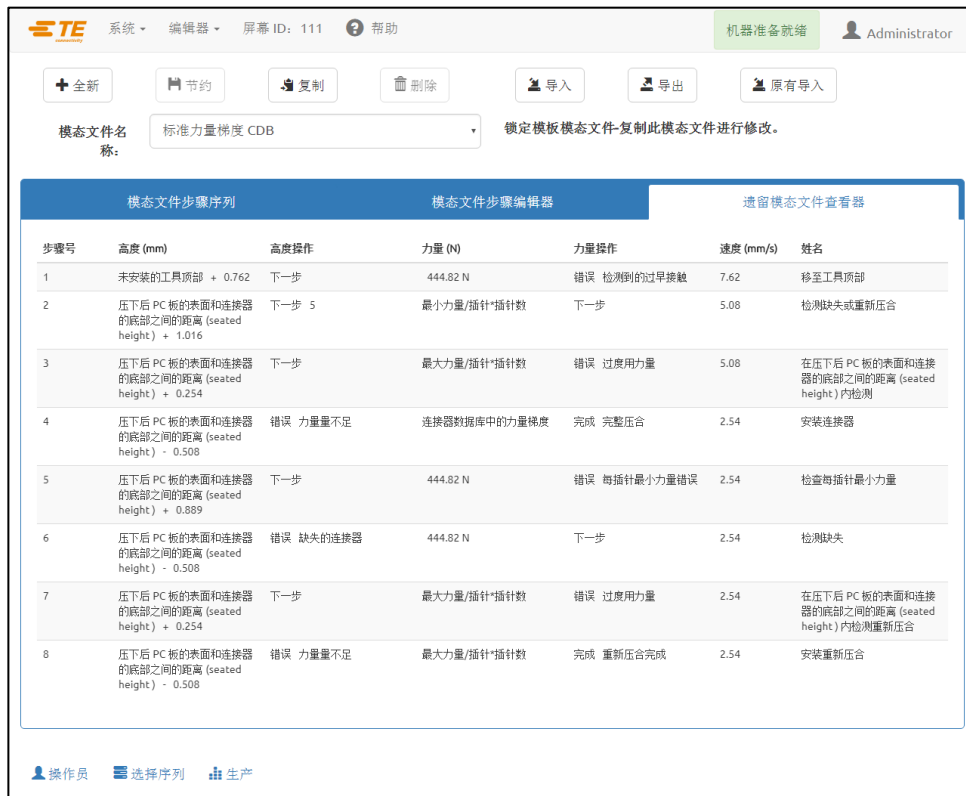 TE
connectivity
系统 编辑器 屏幕 ID: 111 帮助 机器准备就绪 Administrator
全新 节约 复制 删除 导入 导出 原有导入
模态文件名
称:
标准力量梯度 CDB
锁定模板模态文件-复制此模态文件进行修改。
模态文件步骤序列 模态文件步骤编辑器 遗留模态文件查看器
步骤号 高度 (mm) 高度操作 力量 (N) 力量操作 速度 (mm/s) 姓名
1 未安装的工具顶部 + 0.762 下一步 444.82 N 错误 检测到的过早接触 7.62 移至工具顶部
2 压下后 PC 板的表面和连接器 下一步 5 最小力量/插针*插针数 下一步 5.08 检测缺失或重新压合
的底部之间的距离 (seated
height) + 1.016
3 压下后 PC 板的表面和连接器 下一步 最大力量/插针*插针数 错误 过度用力量 5.08 在压下后 PC 板的表面和连接
的底部之间的距离 (seated 器的底部之间的距离 (seated
height) + 0.254 height) 内检测
4 压下后 PC 板的表面和连接器 错误 力量量不足 连接器数据库中的力量梯度 完成 完整压合 2.54 安装连接器
的底部之间的距离 (seated
height) - 0.508
5 压下后 PC 板的表面和连接器 下一步 444.82 N 错误 每插针最小力量错误 2.54 检查每插针最小力量
的底部之间的距离 (seated
height) + 0.889
6 压下后 PC 板的表面和连接器 错误 缺失的连接器 444.82 N 下一步 2.54 检测缺失
的底部之间的距离 (seated
height) - 0.508
7 压下后 PC 板的表面和连接器 下一步 最大力量/插针*插针数 错误 过度用力量 2.54 在压下后 PC 板的表面和连接
的底部之间的距离 (seated 器的底部之间的距离 (seated
height) + 0.254 height) 内检测重新压合
8 压下后 PC 板的表面和连接器 错误 力量量不足 最大力量/插针*插针数 完成 重新压合完成 2.54 安装重新压合
的底部之间的距离 (seated
height) - 0.508
操作员 选择序列 生产